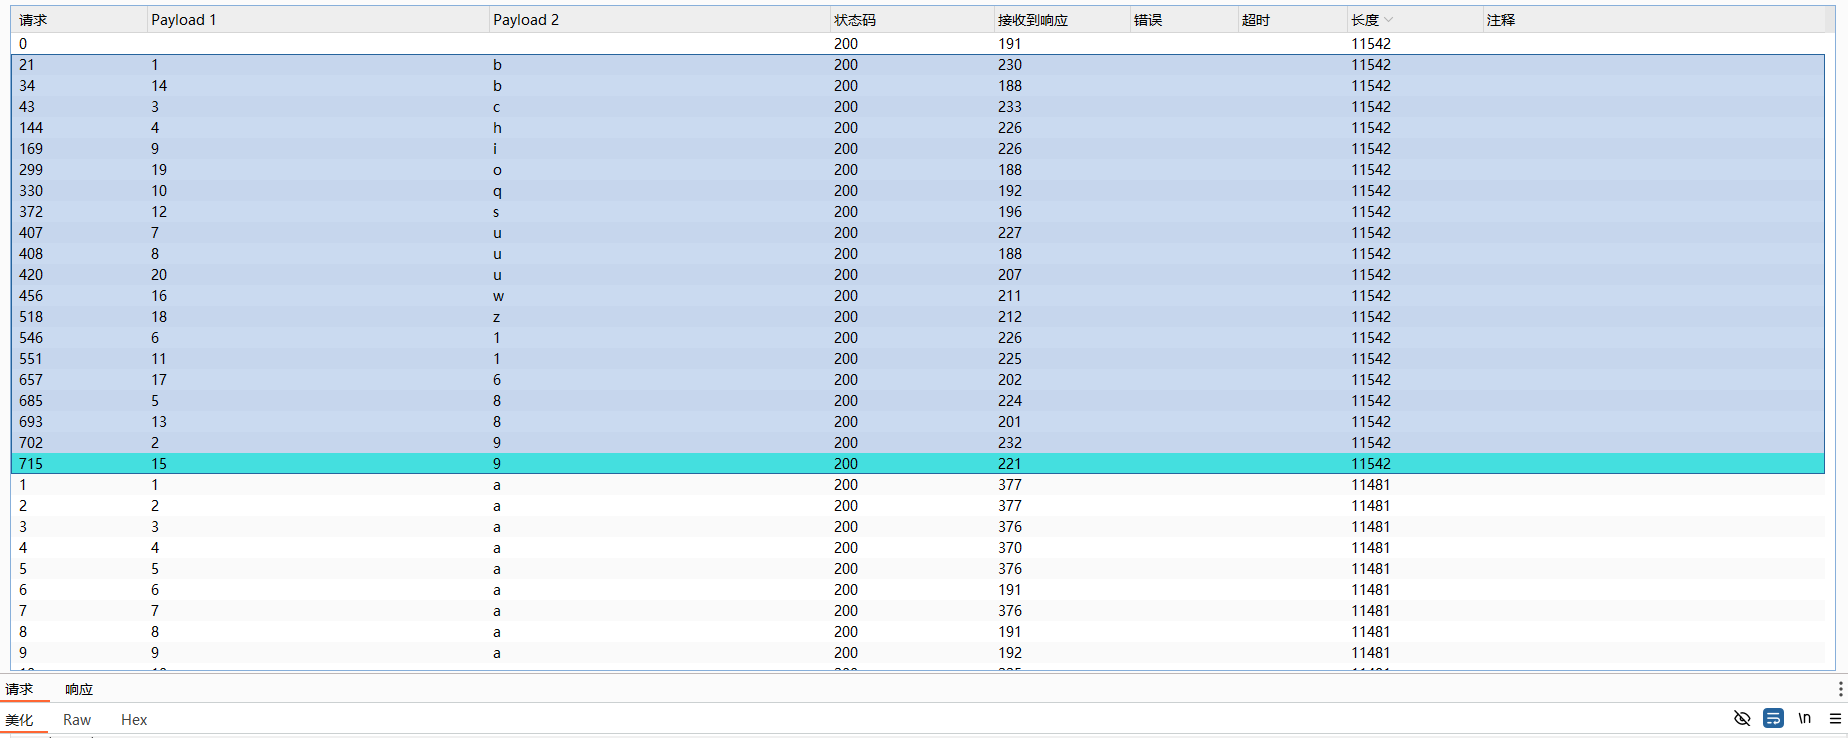 请求 Payload 1 Payload 2 状态码 接收到响应 错误 超时 长度 注释
0 200 191 11542
21 1 b 200 230 11542
34 14 b 200 188 11542
43 3 c 200 233 11542
144 4 h 200 226 11542
169 9 i 200 226 11542
299 19 o 200 188 11542
330 10 q 200 192 11542
372 12 s 200 196 11542
407 7 u 200 227 11542
408 8 u 200 188 11542
420 20 u 200 207 11542
456 16 w 200 211 11542
518 18 z 200 212 11542
546 6 1 200 226 11542
551 11 1 200 225 11542
657 17 6 200 202 11542
685 5 8 200 224 11542
693 13 8 200 201 11542
702 2 9 200 232 11542
715 15 9 200 221 11542
1 1 a 200 377 11481
2 2 a 200 377 11481
3 3 a 200 376 11481
4 4 a 200 370 11481
5 5 a 200 376 11481
6 6 a 200 191 11481
7 7 a 200 376 11481
8 8 a 200 191 11481
9 9 a 200 192 11481
请求 响应
美化 Raw Hex \n